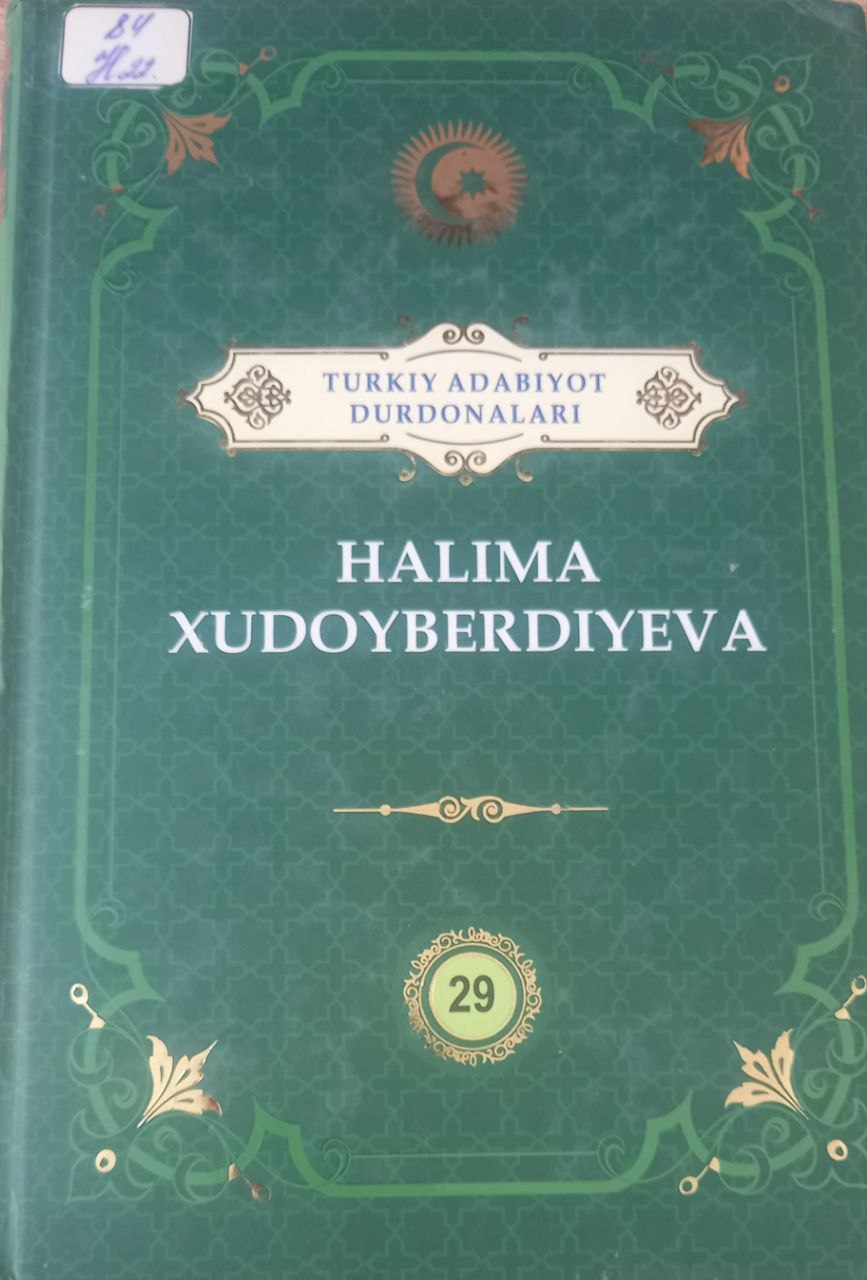 84
TURKIY ADABIYOT
DURDONALARI
HALIMA
XUDOYBERDIYEVA
29